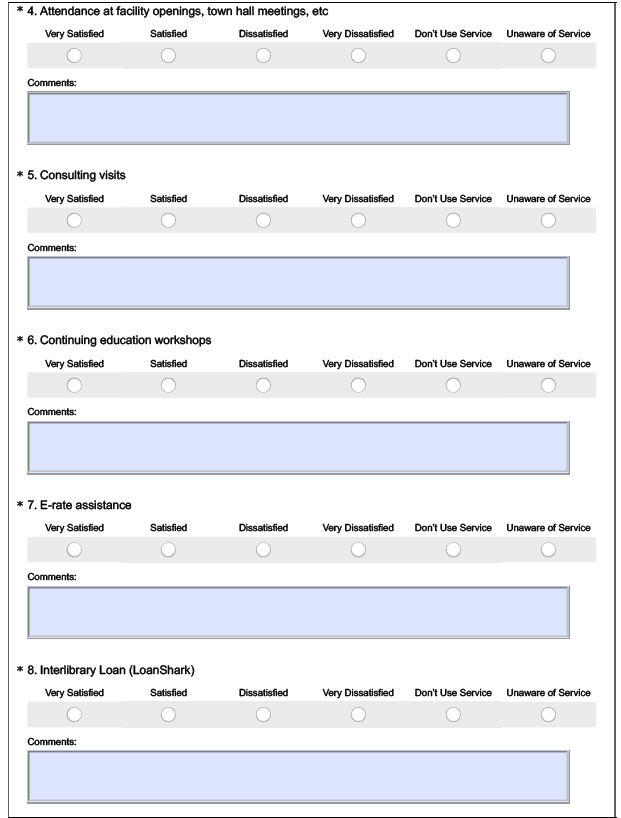 * 4. Attendance at facility openings, town hall meetings, etc
Very Satisfied Satisfied Dissatisfied Very Dissatisfied Don't Use Service Unaware of Service
Comments:
* 5. Consulting visits
Very Satisfied Satisfied Dissatisfied Very Dissatisfied Don't Use Service Unaware of Service
Comments:
* 6. Continuing education workshops
Very Satisfied Satisfied Dissatisfied Very Dissatisfied Don't Use Service Unaware of Service
Comments:
* 7. E-rate assistance
Very Satisfied Satisfied Dissatisfied Very Dissatisfied Don't Use Service Unaware of Service
Comments:
* 8. Interlibrary Loan (LoanShark)
Very Satisfied Satisfied Dissatisfied Very Dissatisfied Don't Use Service Unaware of Service
Comments: